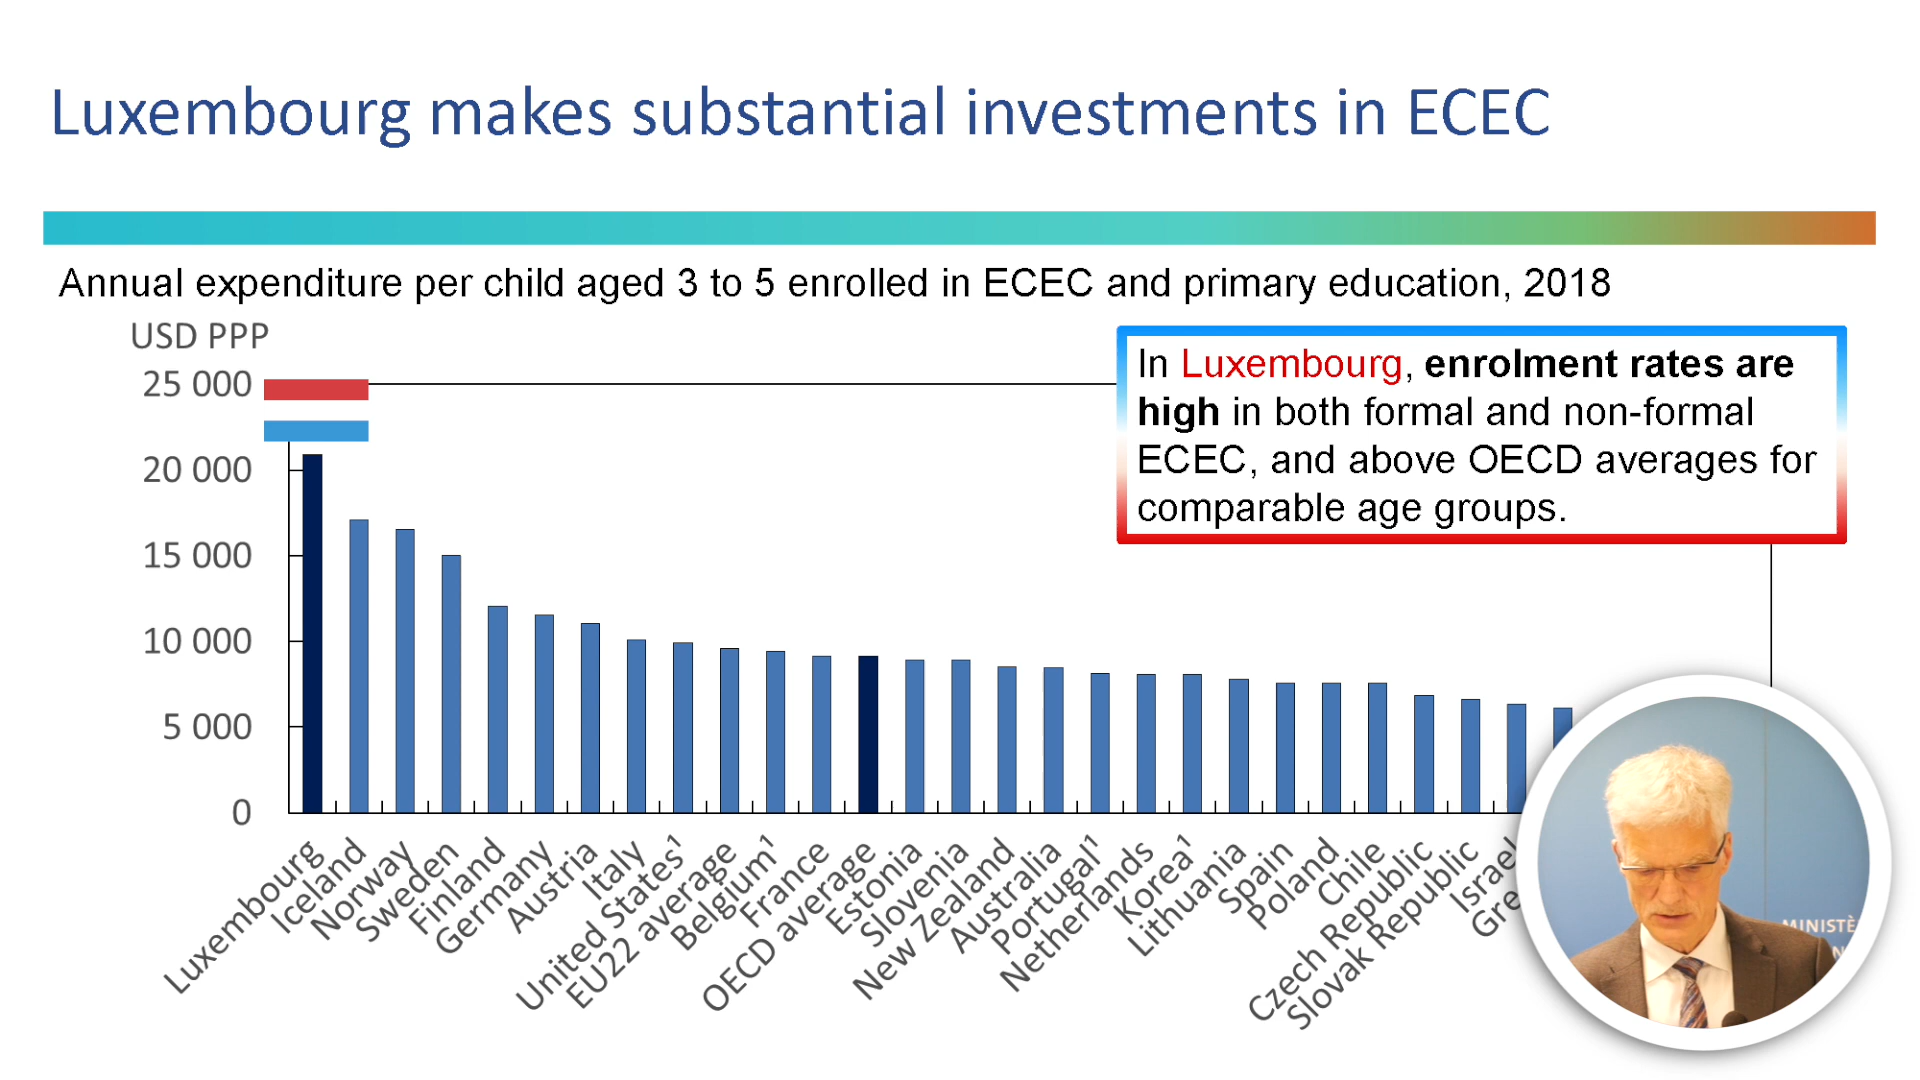 Luxembourg makes substantial investments in ECEC
Annual expenditure per child aged 3 to 5 enrolled in ECEC and primary education, 2018
USD PPP
25 000
20 000
15 000
10 000
5 000
0
In Luxembourg, enrolment rates are
high in both formal and non-formal
ECEC, and above OECD averages for
comparable age groups.
Luxembourg
Iceland
Norway
Sweden
Finland
Germany
Austria
Italy
United States¹
EU22 average
Belgium¹
France
OECD average
Estonia
Slovenia
New Zealand
Australia
Portugal¹
Netherlands
Korea¹
Lithuania
Spain
Poland
Chile
Czech Republic
Slovak Republic
Israel
Gre
MINISTÈ